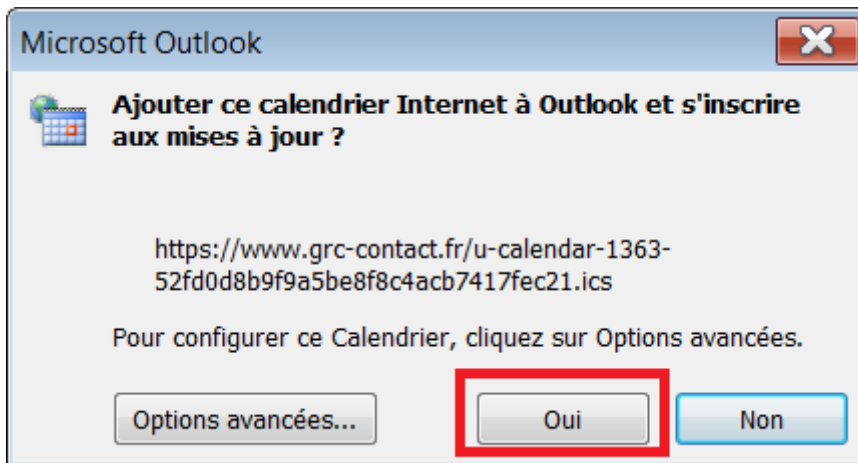 Microsoft Outlook
Ajouter ce calendrier Internet à Outlook et s'inscrire
aux mises à jour ?
https://www.grc-contact.fr/u-calendar-1363-
52fd0d8b9f9a5be8f8c4acb7417fec21.ics
Pour configurer ce Calendrier, cliquez sur Options avancées.
Options avancées... Oui Non